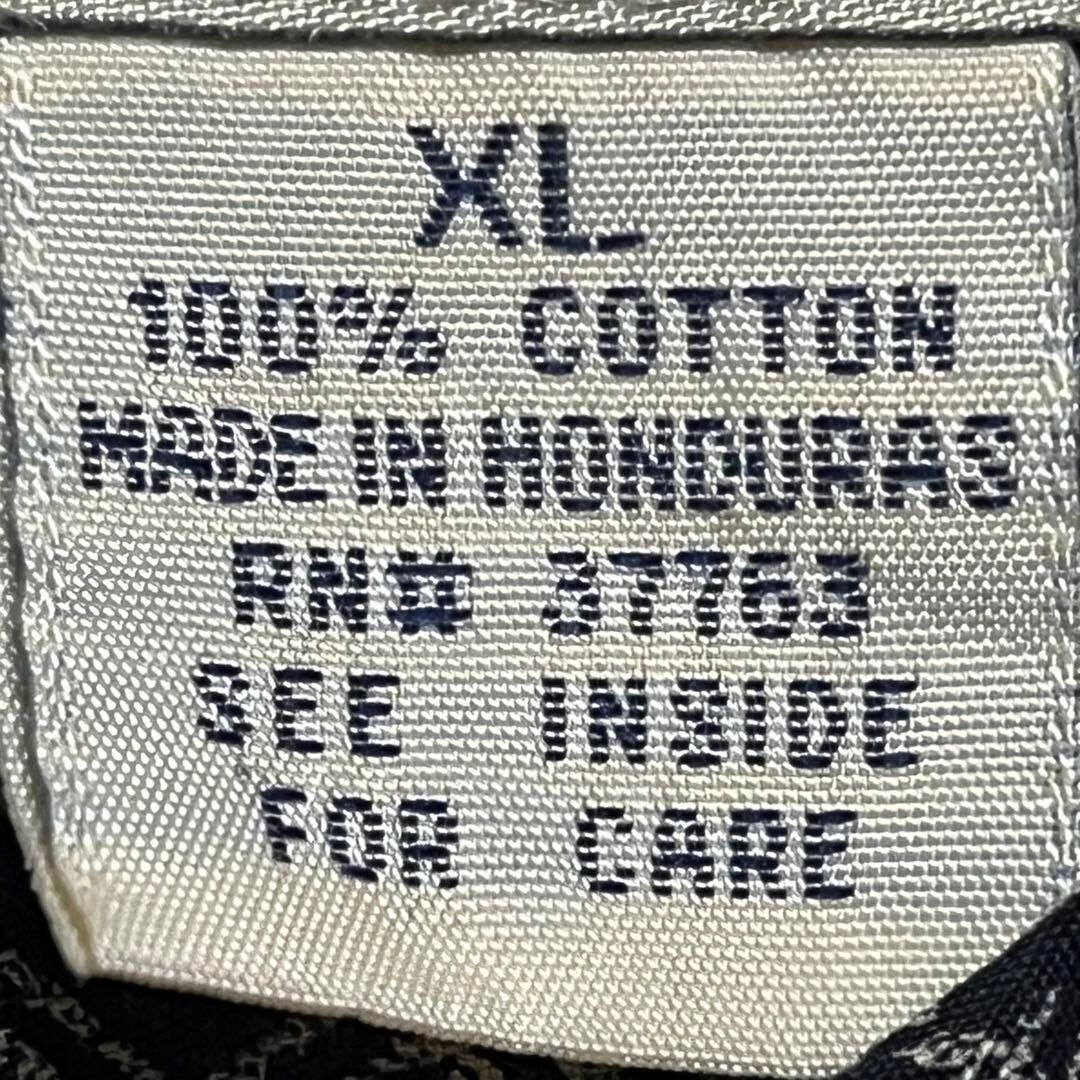 XL
100% COTTON
MADE IN HONDURAS
RN# 37763
SEE INSIDE
FOR CARE